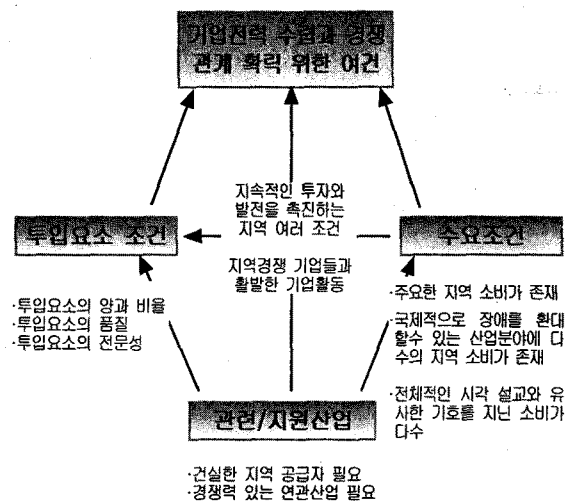 기업전략 수립과 경쟁
관계 확립 위한 여건
지속적인 투자와
발전을 촉진하는
지역 여러 조건
투입요소 조건
수요조건
지역경쟁 기업들과
활발한 기업활동
·투입요소의 양과 비율
·투입요소의 품질
·투입요소의 전문성
·주요한 지역 소비가 존재
·국제적으로 장애를 환대
할수 있는 산업분야에 다
수의 지역 소비가 존재
·전체적인 시각 설교와 유
사한 기호를 지닌 소비가
다수
관련/지원산업
·건실한 지역 공급자 필요
·경쟁력 있는 연관산업 필요